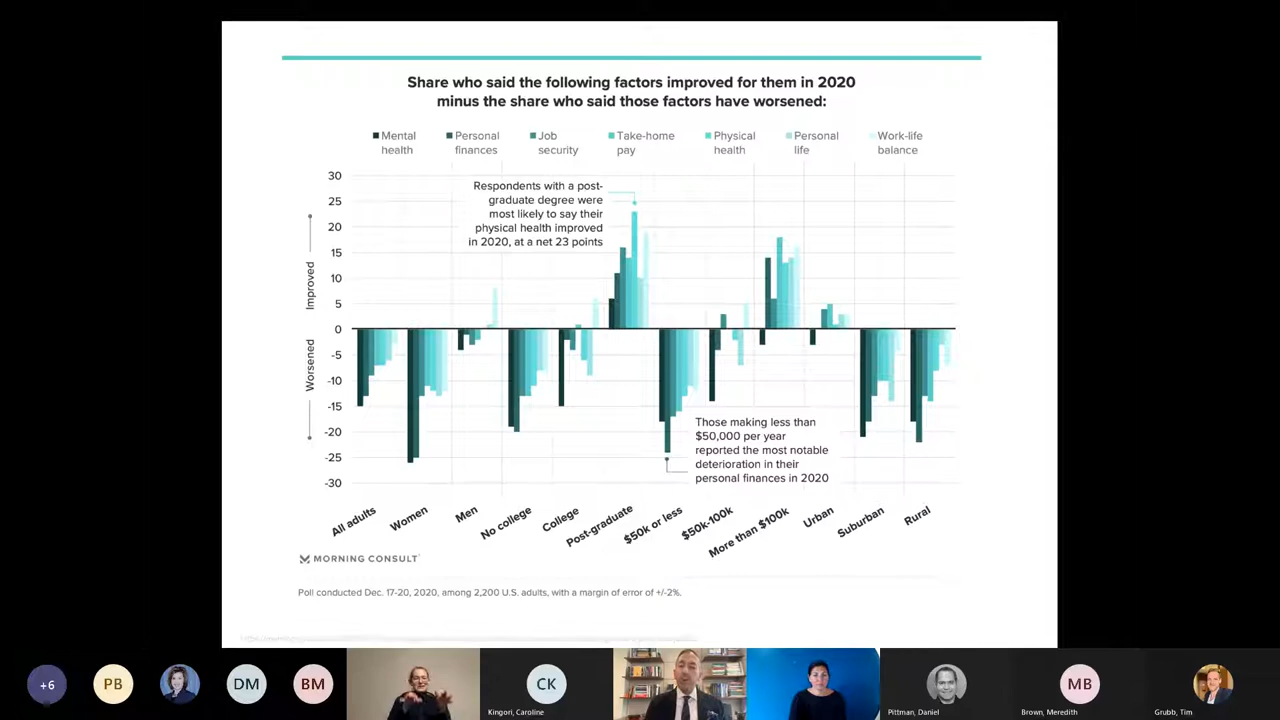 Share who said the following factors improved for them in 2020
minus the share who said those factors have worsened:
Mental health
Personal finances
Job security
Take-home pay
Physical health
Personal life
Work-life balance
30
25
20
15
10
5
0
-5
-10
-15
-20
-25
-30
Improved
Worsened
Respondents with a post-
graduate degree were
most likely to say their
physical health improved
in 2020, at a net 23 points
Those making less than
$50,000 per year
reported the most notable
deterioration in their
personal finances in 2020
All adults
Women
Men
No college
College
Post-graduate
$50k or less
$50k-100k
More than $100k
Urban
Suburban
Rural
MORNING CONSULT
Poll conducted Dec. 17-20, 2020, among 2,200 U.S. adults, with a margin of error of +/-2%.
+6
PB
DM
BM
CK
Kingori, Caroline
Pittman, Daniel
MB
Brown, Meredith
Grubb, Tim